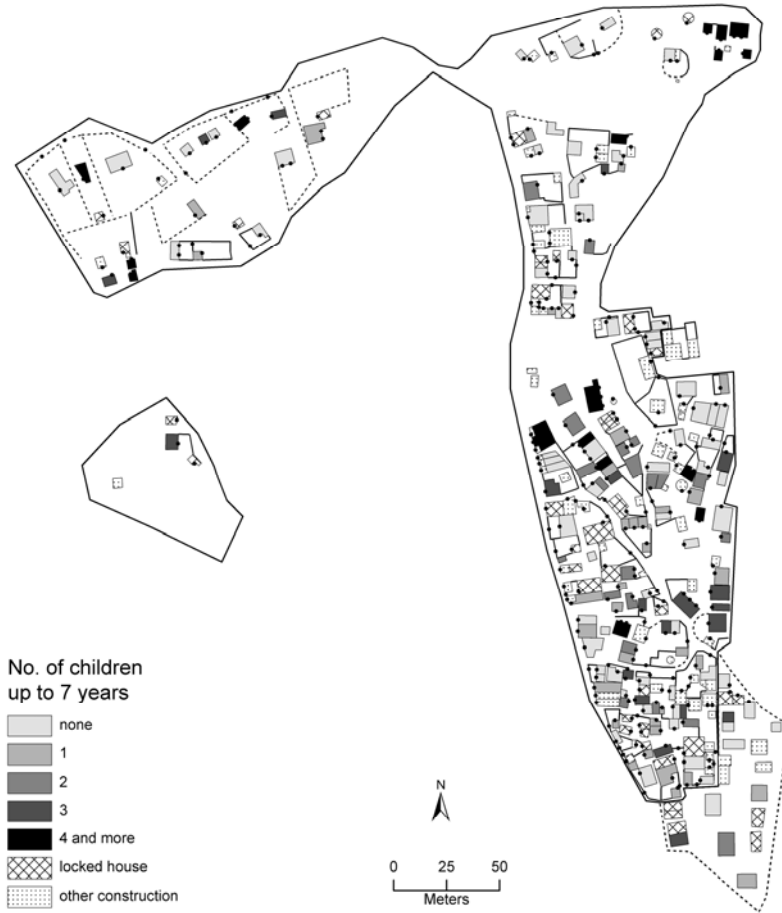 No. of children
up to 7 years
none
1
2
3
4 and more
locked house
other construction
N
0 25 50
Meters